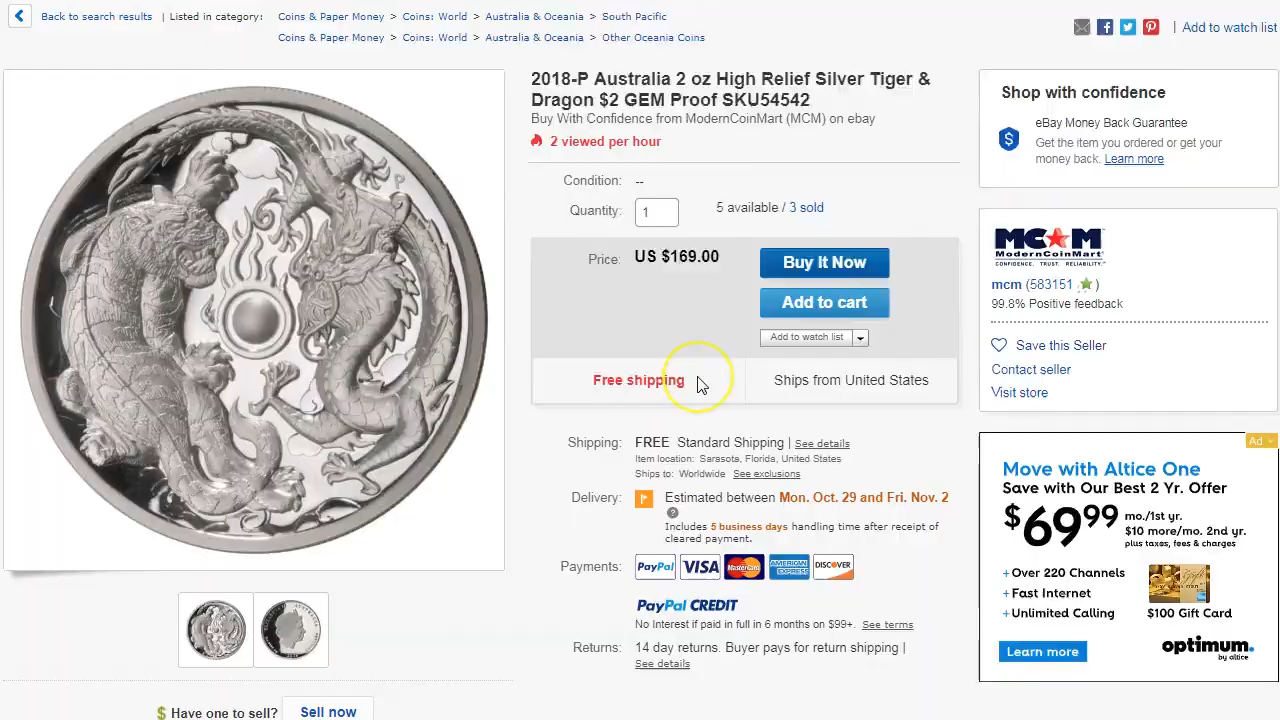 Back to search results | Listed in category: Coins & Paper Money > Coins: World > Australia & Oceania > South Pacific
Coins & Paper Money > Coins: World > Australia & Oceania > Other Oceania Coins
| Add to watch list
2018-P Australia 2 oz High Relief Silver Tiger &
Dragon $2 GEM Proof SKU54542
Buy With Confidence from ModernCoinMart (MCM) on ebay
2 viewed per hour
Condition: --
Quantity: 1 5 available / 3 sold
Price: US $169.00
Buy It Now
Add to cart
Add to watch list
Free shipping Ships from United States
Shipping: FREE Standard Shipping | See details
Item location: Sarasota, Florida, United States
Ships to: Worldwide See exclusions
Delivery: Estimated between Mon. Oct. 29 and Fri. Nov. 2
Includes 5 business days handling time after receipt of
cleared payment.
Payments: PayPal VISA MasterCard AMERICAN EXPRESS DISCOVER
PayPal CREDIT
No Interest if paid in full in 6 months on $99+. See terms
Returns: 14 day returns. Buyer pays for return shipping |
See details
P
$ Have one to sell? Sell now
Shop with confidence
eBay Money Back Guarantee
Get the item you ordered or get your
money back. Learn more
MCM
ModernCoinMart
CONFIDENCE. TRUST. RELIABILITY.
mcm (583151 )
99.8% Positive feedback
Save this Seller
Contact seller
Visit store
Ad
Move with Altice One
Save with Our Best 2 Yr. Offer
$69.99 mo./1st yr.
$10 more/mo. 2nd yr.
plus taxes, fees & charges
+Over 220 Channels
+Fast Internet
+Unlimited Calling
$100 Gift Card
Learn more
optimum.
by altice